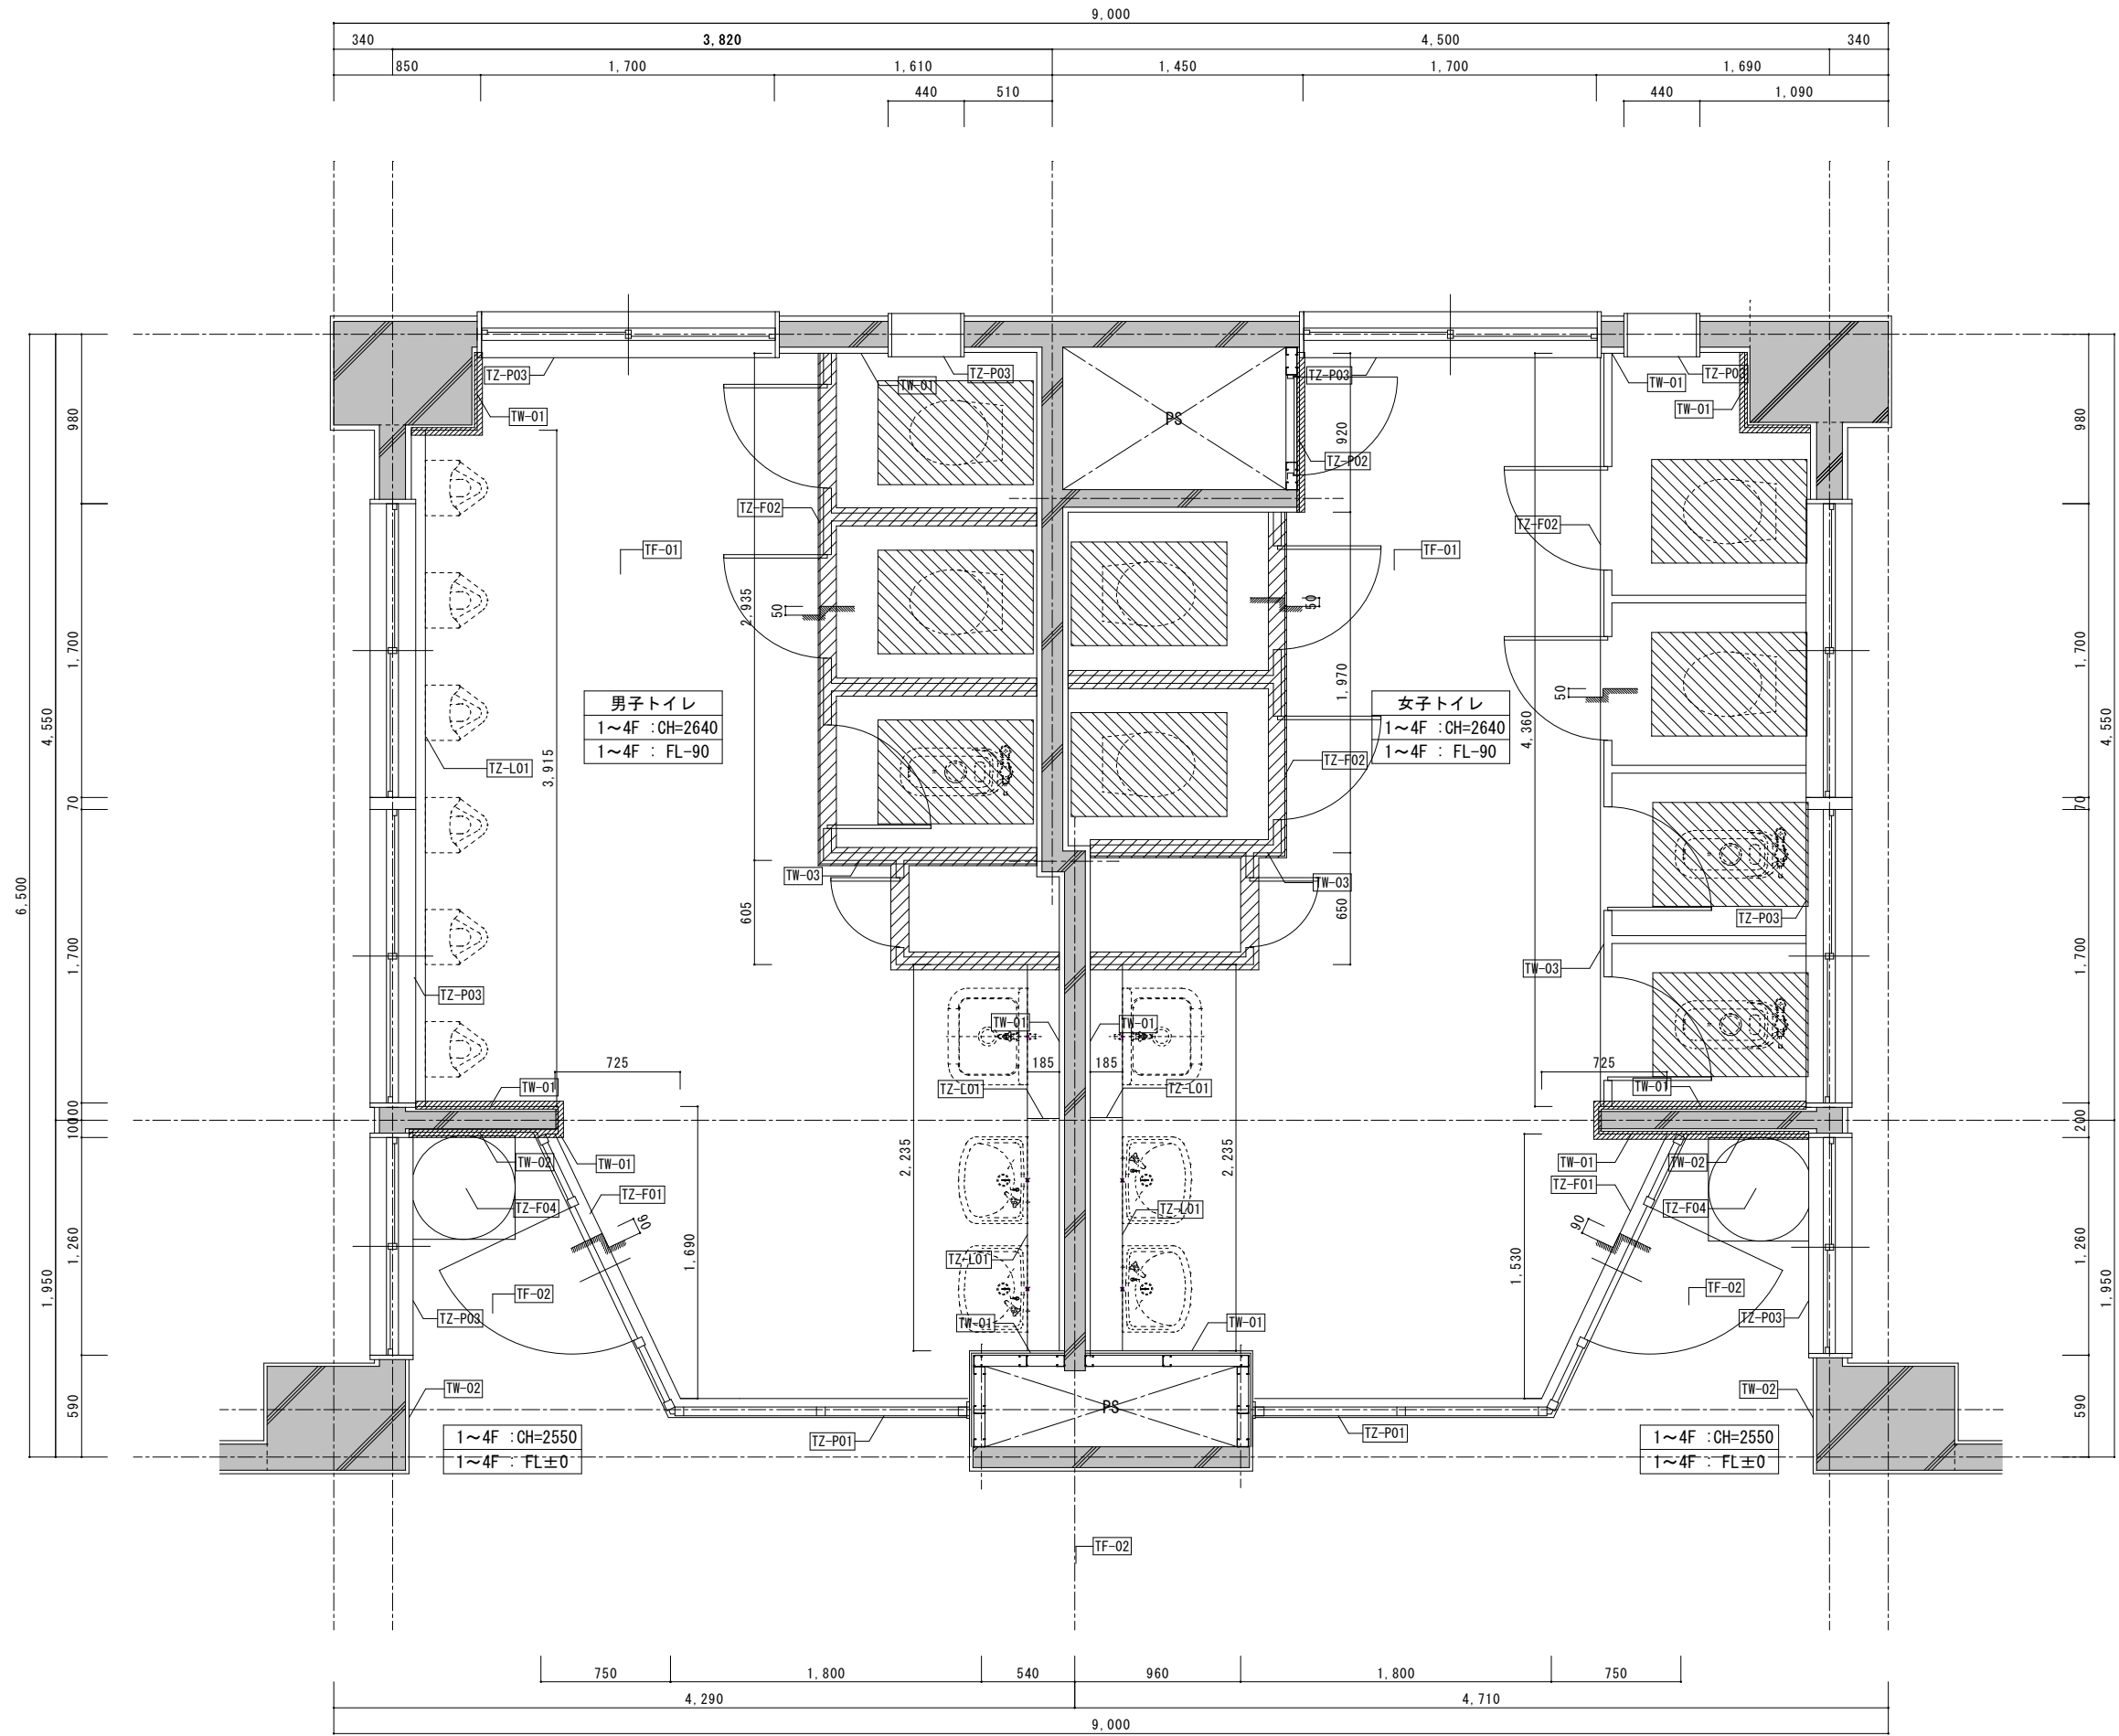 9,000
340
3,820
4,500
340
850
1,700
1,610
1,450
1,700
1,690
440
510
440
1,090
TZ-P03
TZ-P03
TW-01
TZ-P03
TW-01
TZ-P03
TW-01
TW-01
PS
980
920
980
TZ-P02
TZ-F02
TZ-F02
TF-01
TF-01
50
2,935
50
1,700
1,970
1,700
50
男子トイレ
1～4F :CH=2640
1～4F : FL-90
女子トイレ
1～4F :CH=2640
1～4F : FL-90
4,550
3,915
4,360
4,550
TZ-L01
TZ-F02
70
70
TW-03
TW-03
6,500
605
650
TZ-P03
1,700
1,700
TZ-P03
TW-03
TW-01
TW-01
725
185
185
725
TW-01
TZ-L01
TZ-L01
TW-01
200
2,235
2,235
TW-02
TW-01
TW-01
TW-02
TZ-F01
TZ-F01
TZ-F04
TZ-L01
TZ-F04
90
90
1,260
1,690
TZ-L01
1,530
1,260
1,950
1,950
TF-02
TF-02
TZ-P03
TW-01
TW-01
TZ-P03
TW-02
TW-02
590
PS
590
1～4F :CH=2550
1～4F : FL±0
TZ-P01
TZ-P01
1～4F :CH=2550
1～4F : FL±0
TF-02
750
1,800
540
960
1,800
750
4,290
4,710
9,000